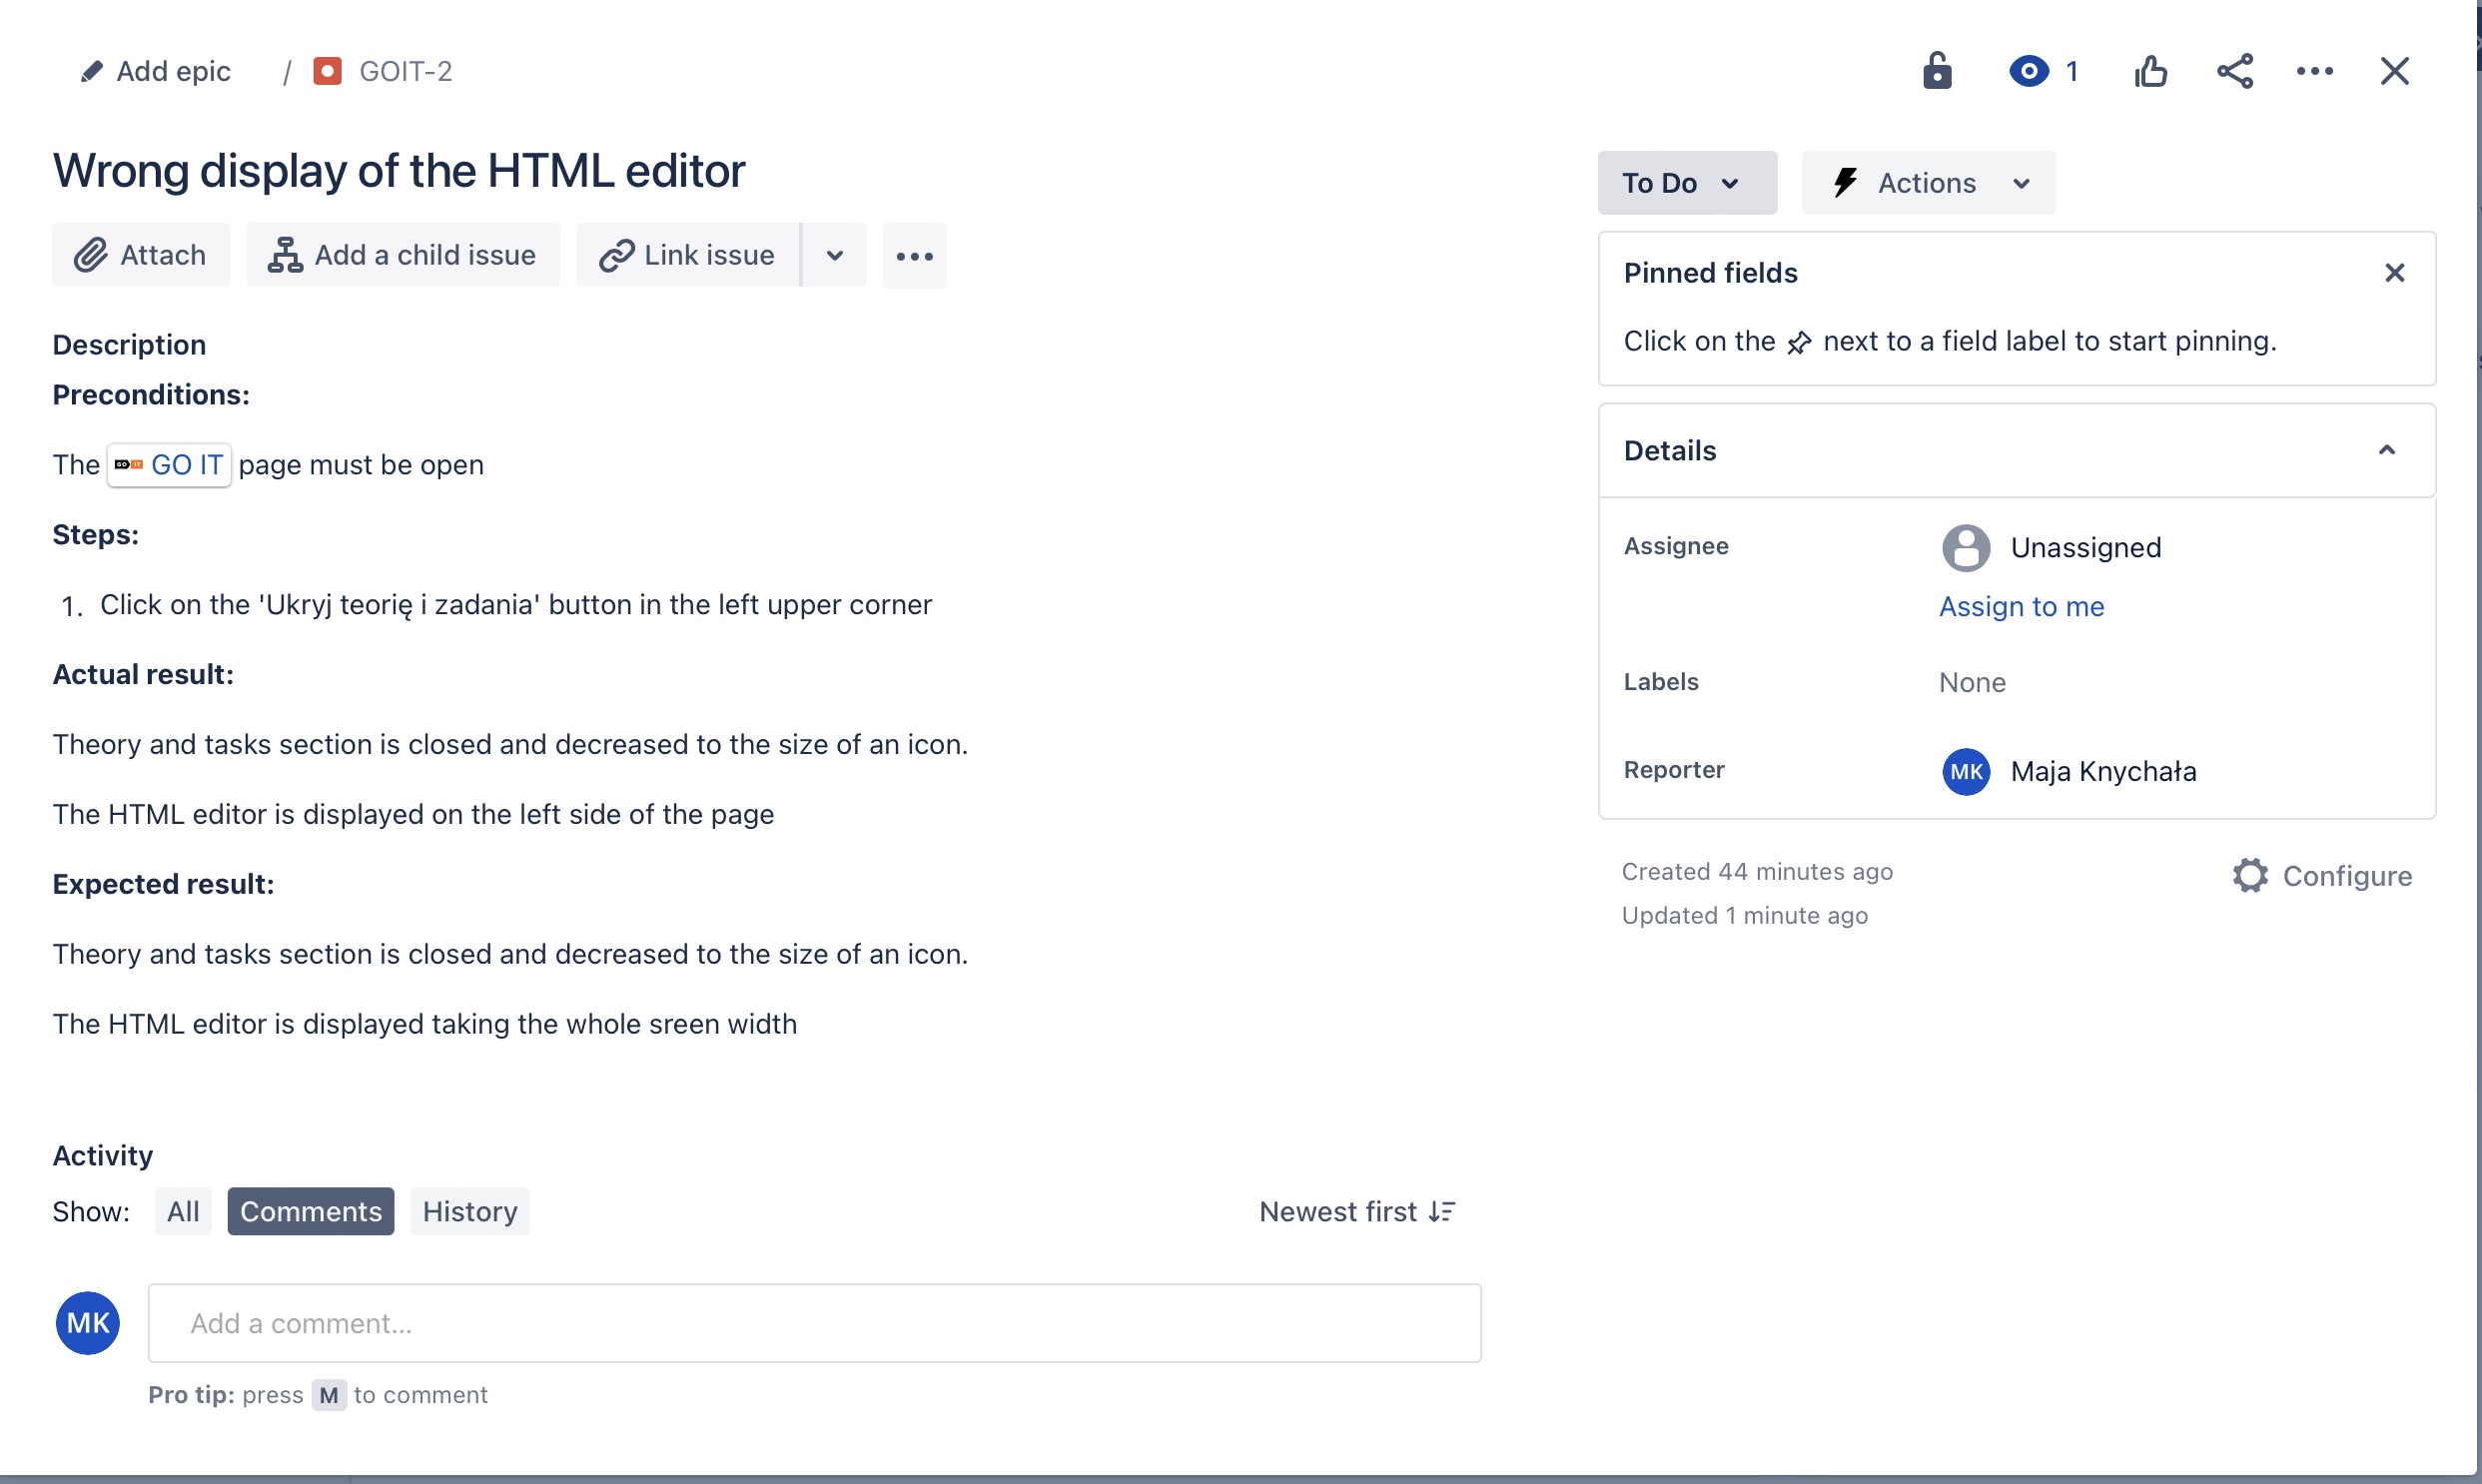 Add epic / GOIT-2
1
Wrong display of the HTML editor
Attach
Add a child issue
Link issue
Description
Preconditions:
The GO IT GO IT page must be open
Steps:
1. Click on the 'Ukryj teorię i zadania' button in the left upper corner
Actual result:
Theory and tasks section is closed and decreased to the size of an icon.
The HTML editor is displayed on the left side of the page
Expected result:
Theory and tasks section is closed and decreased to the size of an icon.
The HTML editor is displayed taking the whole sreen width
Activity
Show: All Comments History
Newest first
MK
Add a comment...
Pro tip: press M to comment
To Do
Actions
Pinned fields
Click on the next to a field label to start pinning.
Details
Assignee
Unassigned
Assign to me
Labels
None
Reporter
MK Maja Knychała
Created 44 minutes ago
Updated 1 minute ago
Configure